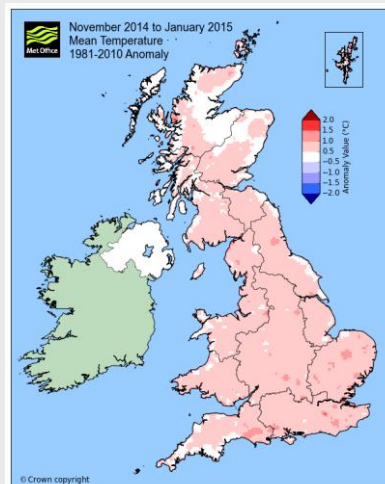 Met Office
November 2014 to January 2015
Mean Temperature
1981-2010 Anomaly
2.0
1.5
1.0
0.5
−0.5
−1.0
−1.5
−2.0
Anomaly Value (°C)
© Crown copyright